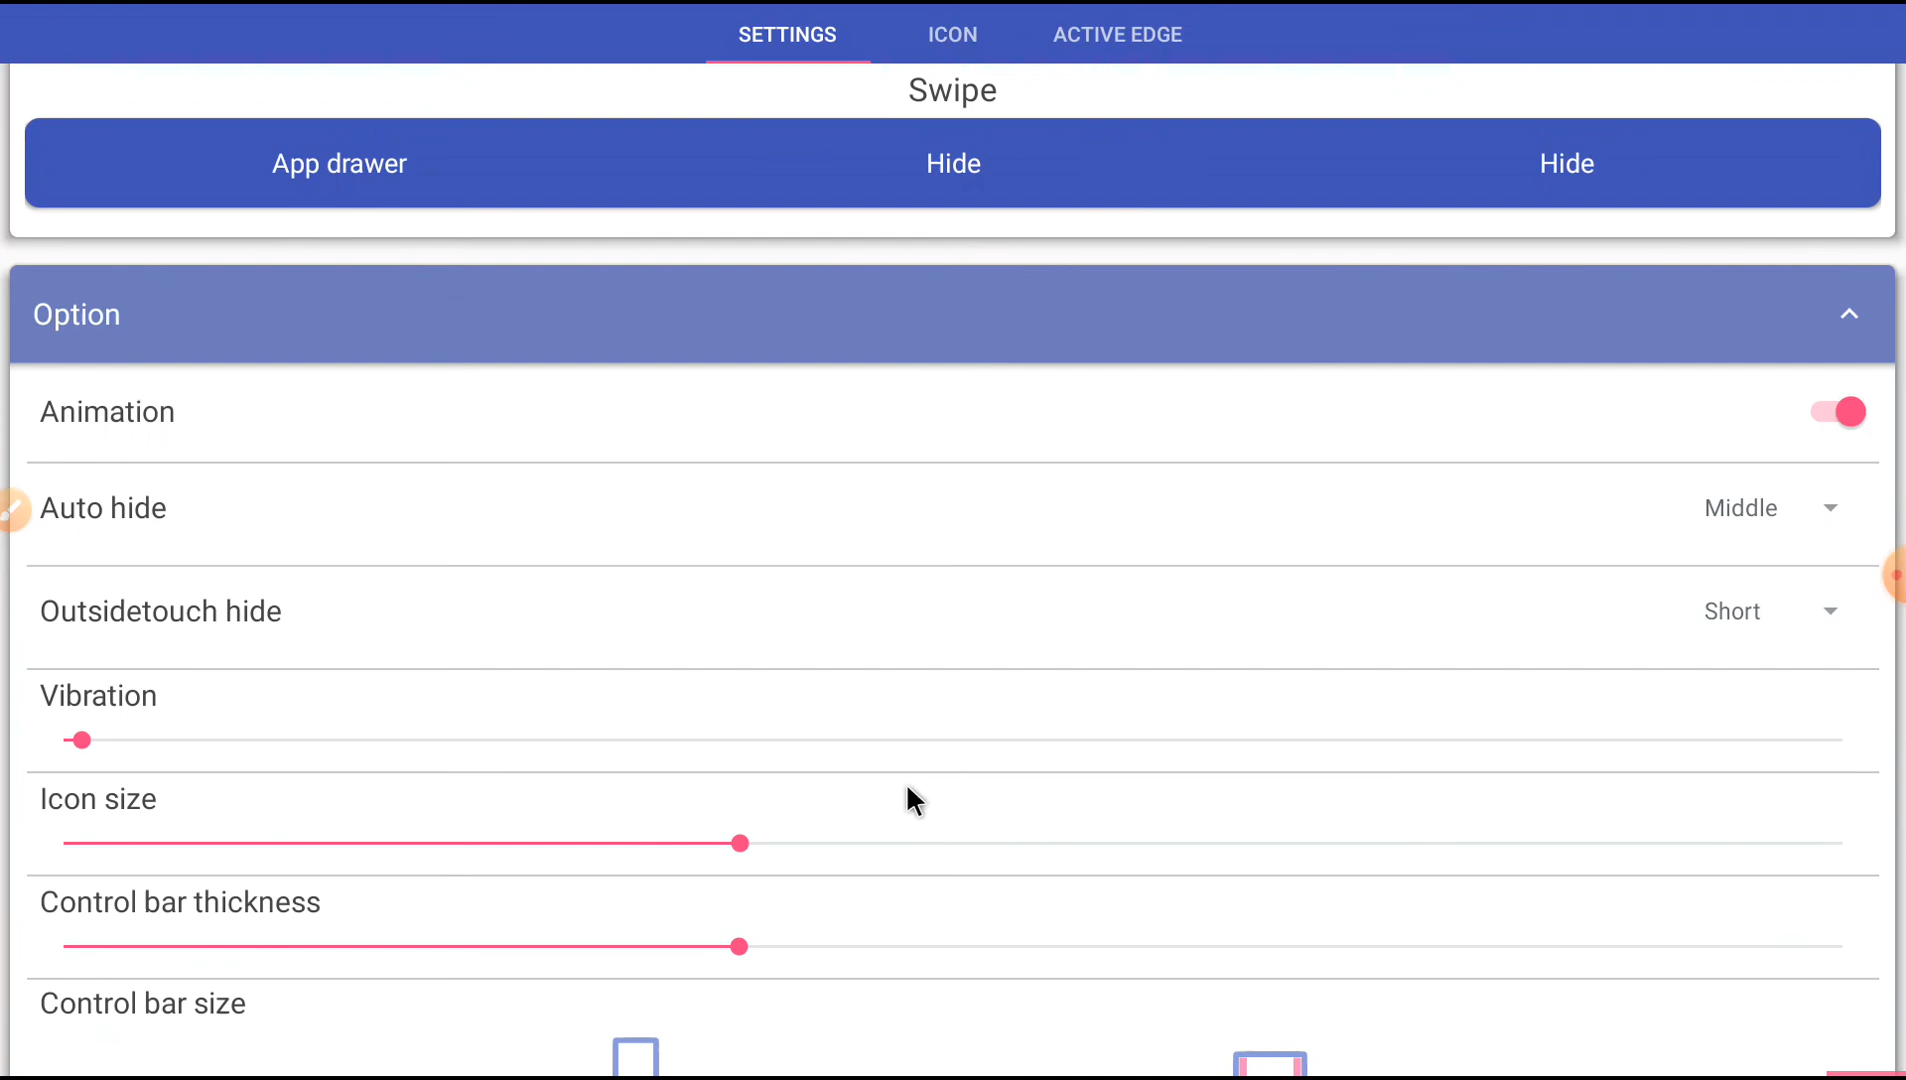 SETTINGS ICON ACTIVE EDGE
Swipe
App drawer Hide Hide
Option
Animation
Auto hide Middle
Outsidetouch hide Short
Vibration
Icon size
Control bar thickness
Control bar size